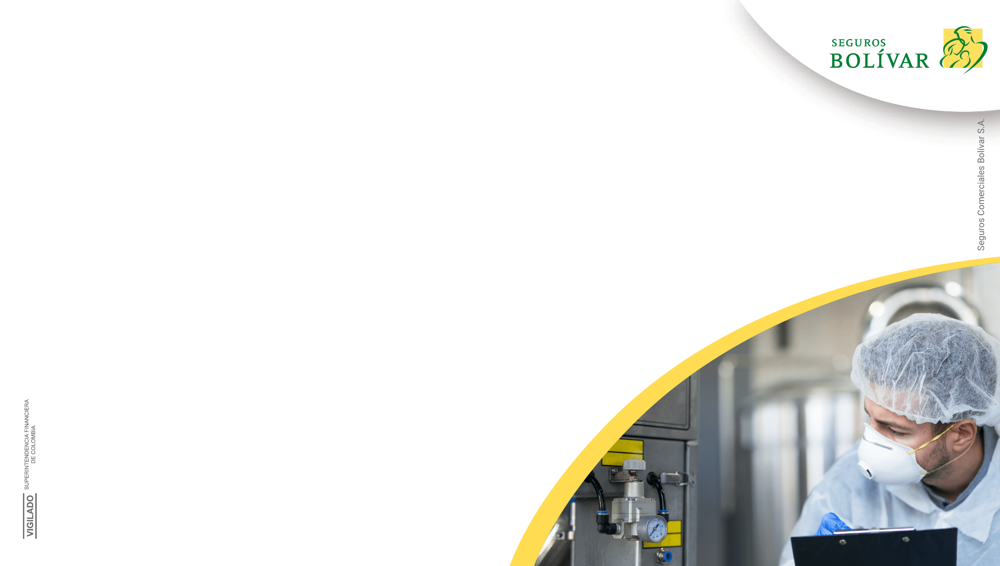 SEGUROS
BOLÍVAR
Seguros Comerciales Bolívar S.A.
VIGILADO
SUPERINTENDENCIA FINANCIERA
DE COLOMBIA